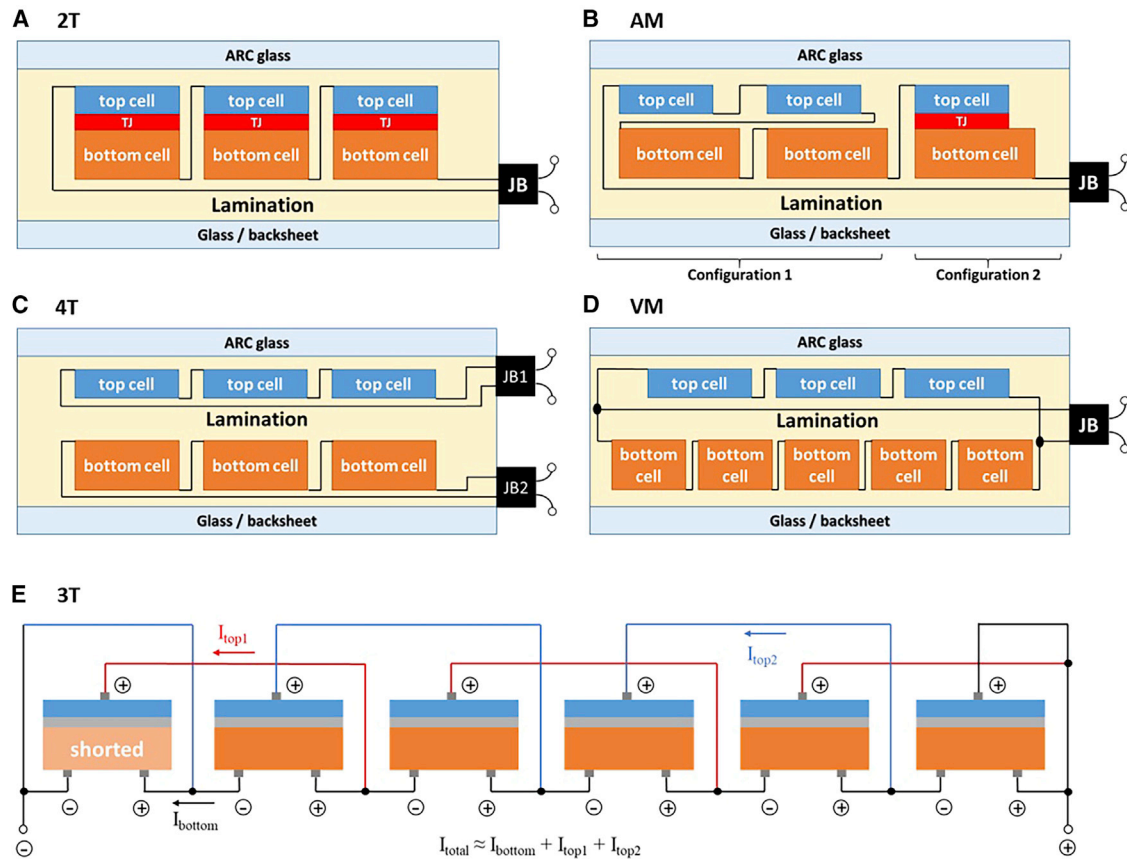 A 2T
ARC glass
top cell top cell top cell
TJ TJ TJ
bottom cell bottom cell bottom cell
JB
Lamination
Glass / backsheet
B AM
ARC glass
top cell top cell top cell
TJ
bottom cell bottom cell bottom cell
JB
Lamination
Glass / backsheet
Configuration 1 Configuration 2
C 4T
ARC glass
top cell top cell top cell
JB1
Lamination
bottom cell bottom cell bottom cell
JB2
Glass / backsheet
D VM
ARC glass
top cell top cell top cell
Lamination
JB
bottom bottom bottom bottom bottom
cell cell cell cell cell
Glass / backsheet
E 3T
Itop1
Itop2
+ + + + + +
shorted
- + - + - + - + - + - +
Ibottom
- +
Itotal ≈ Ibottom + Itop1 + Itop2